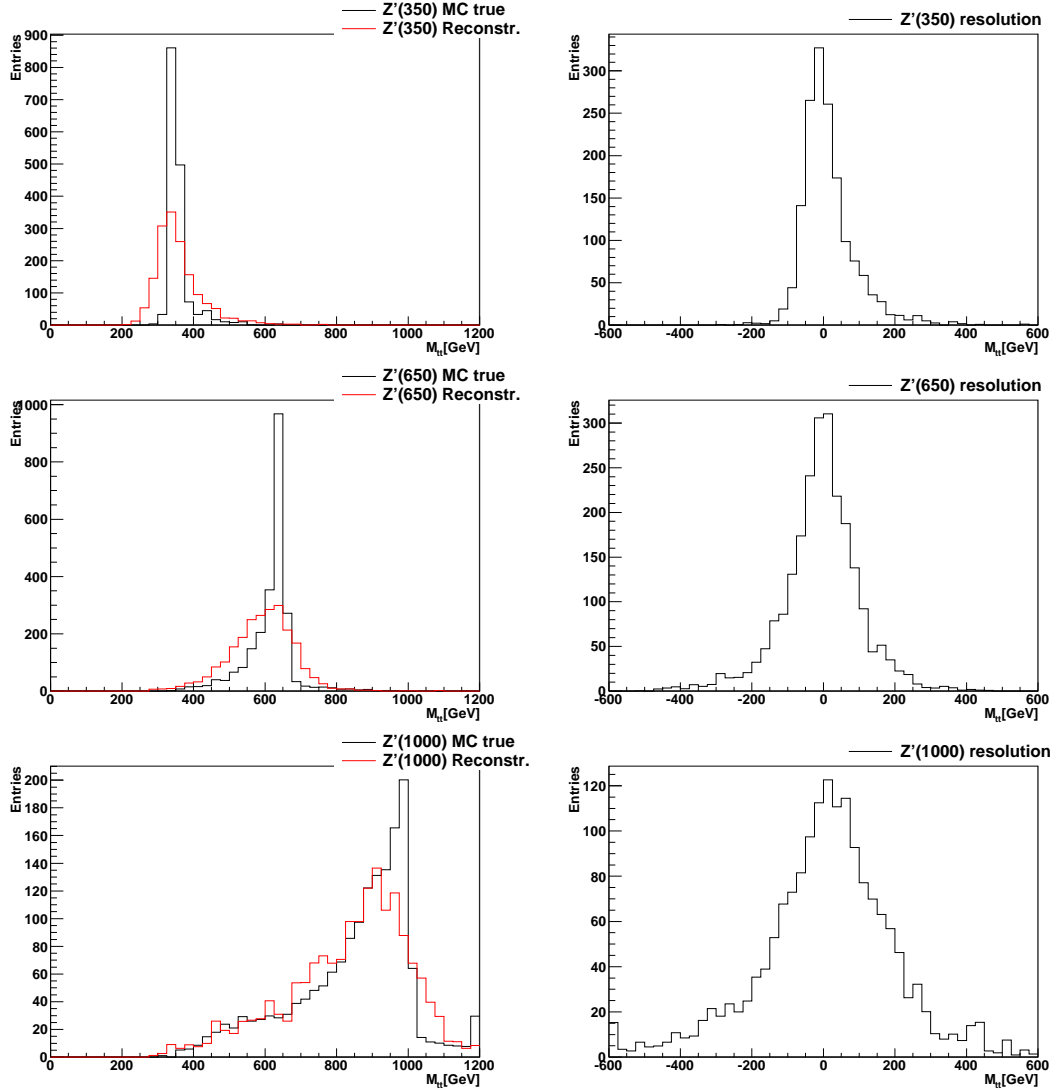 Z'(350) MC true
Z'(350) Reconstr.
Entries
900
800
700
600
500
400
300
200
100
0
0 200 400 600 800 1000 1200
M_tt[GeV]
Z'(350) resolution
Entries
300
250
200
150
100
50
0
-600 -400 -200 0 200 400 600
M_tt[GeV]
Z'(650) MC true
Z'(650) Reconstr.
Entries
1000
800
600
400
200
0
0 200 400 600 800 1000 1200
M_tt[GeV]
Z'(650) resolution
Entries
300
250
200
150
100
50
0
-600 -400 -200 0 200 400 600
M_tt[GeV]
Z'(1000) MC true
Z'(1000) Reconstr.
Entries
200
180
160
140
120
100
80
60
40
20
0
0 200 400 600 800 1000 1200
M_tt[GeV]
Z'(1000) resolution
Entries
120
100
80
60
40
20
0
-600 -400 -200 0 200 400 600
M_tt[GeV]